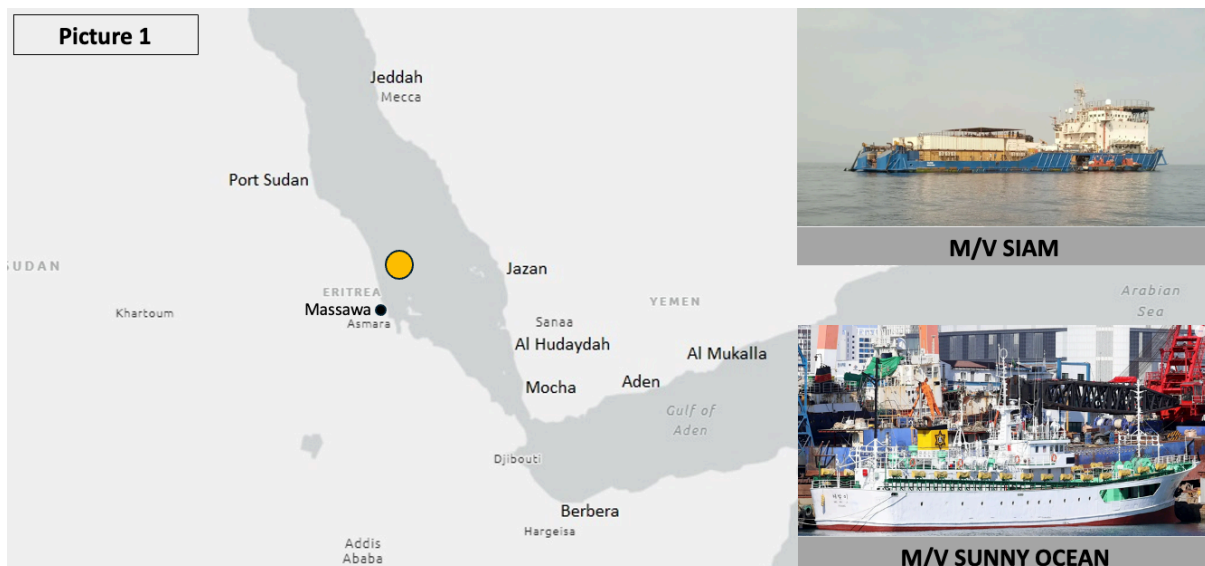 Picture 1
Jeddah
Mecca
Port Sudan
SUDAN
ERITREA
Massawa
Asmara
Khartoum
Jazan
YEMEN
Sanaa
Al Hudaydah
Al Mukalla
Mocha
Aden
Gulf of
Aden
Arabian
Sea
Djibouti
Berbera
Hargeisa
Addis
Ababa
M/V SIAM
M/V SUNNY OCEAN